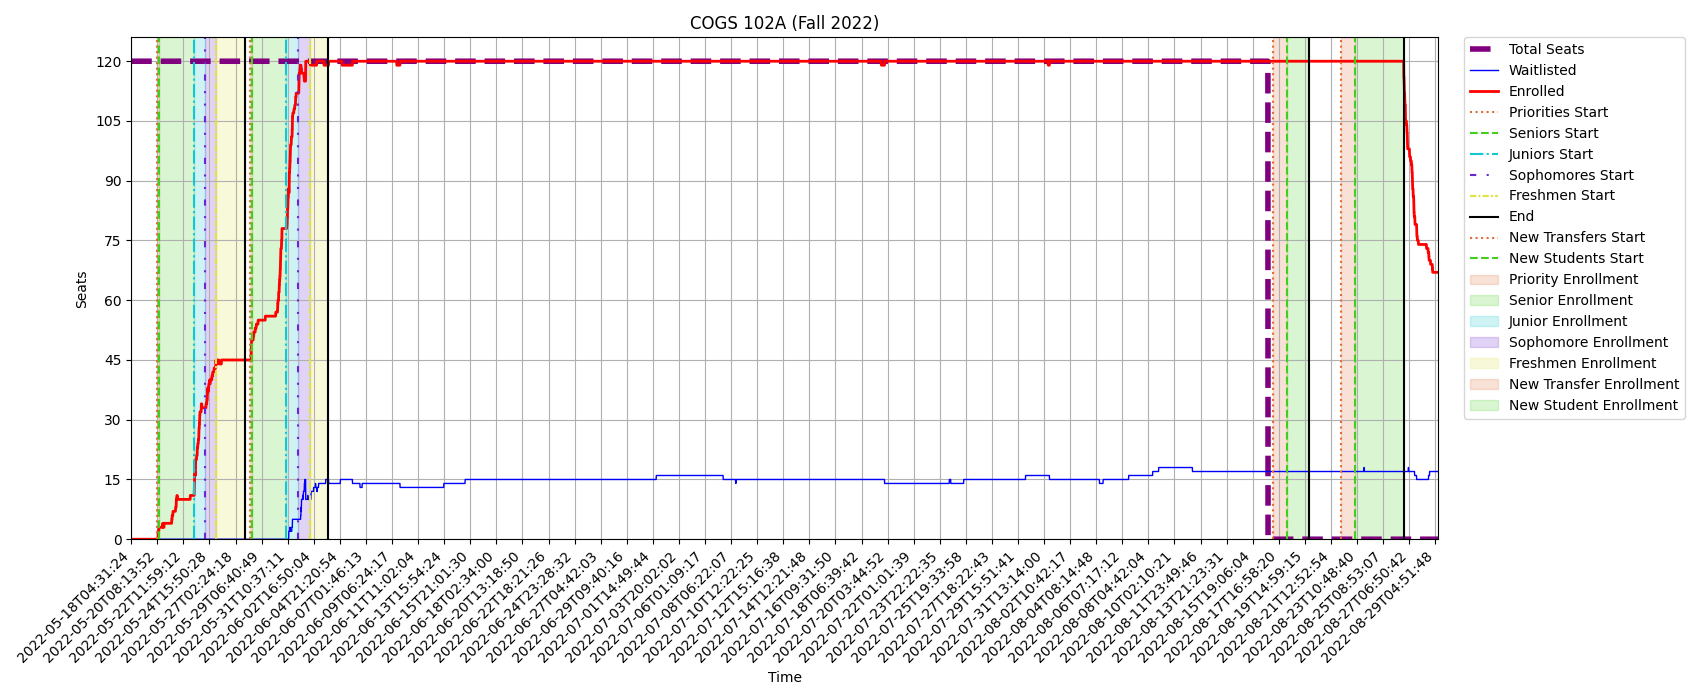 COGS 102A (Fall 2022)
Seats
120
105
90
75
60
45
30
15
0
2022-05-18T04:31:24
2022-05-20T08:13:52
2022-05-22T11:59:12
2022-05-24T15:50:28
2022-05-27T02:24:18
2022-05-29T06:40:49
2022-05-31T10:37:11
2022-06-02T16:50:04
2022-06-04T21:20:54
2022-06-07T01:46:13
2022-06-09T06:24:17
2022-06-11T11:02:04
2022-06-13T15:54:24
2022-06-15T21:01:30
2022-06-18T02:34:00
2022-06-20T13:18:50
2022-06-22T18:21:26
2022-06-24T23:28:32
2022-06-27T04:42:03
2022-06-29T09:40:16
2022-07-01T14:49:44
2022-07-03T20:02:02
2022-07-06T01:09:17
2022-07-08T06:22:07
2022-07-10T12:22:25
2022-07-12T15:16:38
2022-07-14T12:21:48
2022-07-16T09:31:50
2022-07-18T06:39:42
2022-07-20T03:44:52
2022-07-22T01:01:39
2022-07-23T22:22:35
2022-07-25T19:33:58
2022-07-27T18:22:43
2022-07-29T15:51:41
2022-07-31T13:14:00
2022-08-02T10:42:17
2022-08-04T08:14:48
2022-08-06T07:17:12
2022-08-08T04:42:04
2022-08-10T02:10:21
2022-08-11T23:49:46
2022-08-13T21:23:31
2022-08-15T19:06:04
2022-08-17T16:58:20
2022-08-19T14:59:15
2022-08-21T12:52:54
2022-08-23T10:48:40
2022-08-25T08:53:07
2022-08-27T06:50:42
2022-08-29T04:51:48
Time
Total Seats
Waitlisted
Enrolled
Priorities Start
Seniors Start
Juniors Start
Sophomores Start
Freshmen Start
End
New Transfers Start
New Students Start
Priority Enrollment
Senior Enrollment
Junior Enrollment
Sophomore Enrollment
Freshmen Enrollment
New Transfer Enrollment
New Student Enrollment